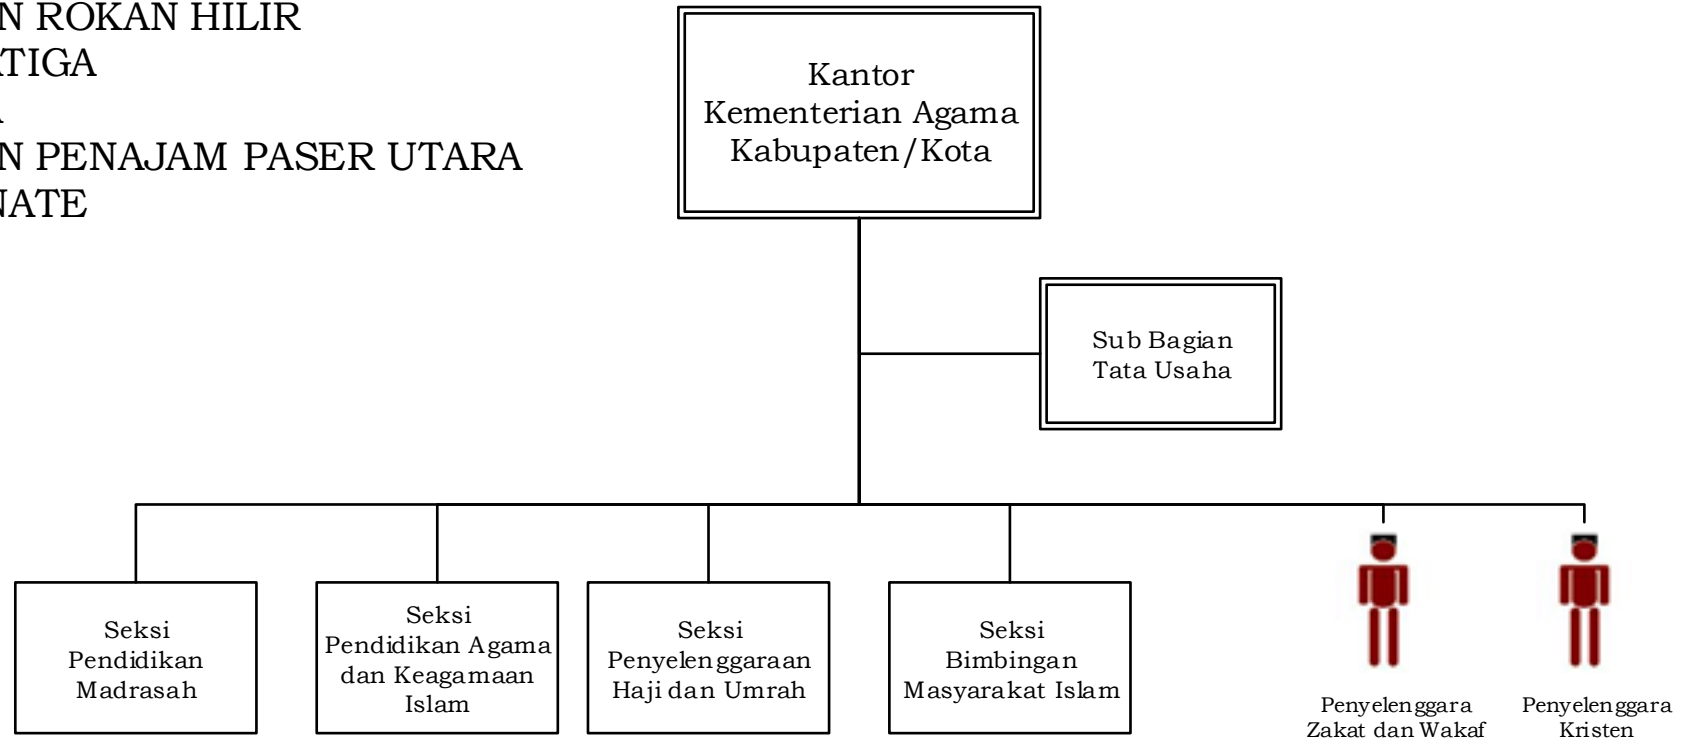 N ROKAN HILIR
TIGA
A
N PENAJAM PASER UTARA
NATE
Kantor
Kementerian Agama
Kabupaten/Kota
Sub Bagian
Tata Usaha
Seksi
Pendidikan
Madrasah
Seksi
Pendidikan Agama
dan Keagamaan
Islam
Seksi
Penyelenggaraan
Haji dan Umrah
Seksi
Bimbingan
Masyarakat Islam
Penyelenggara
Zakat dan Wakaf
Penyelenggara
Kristen